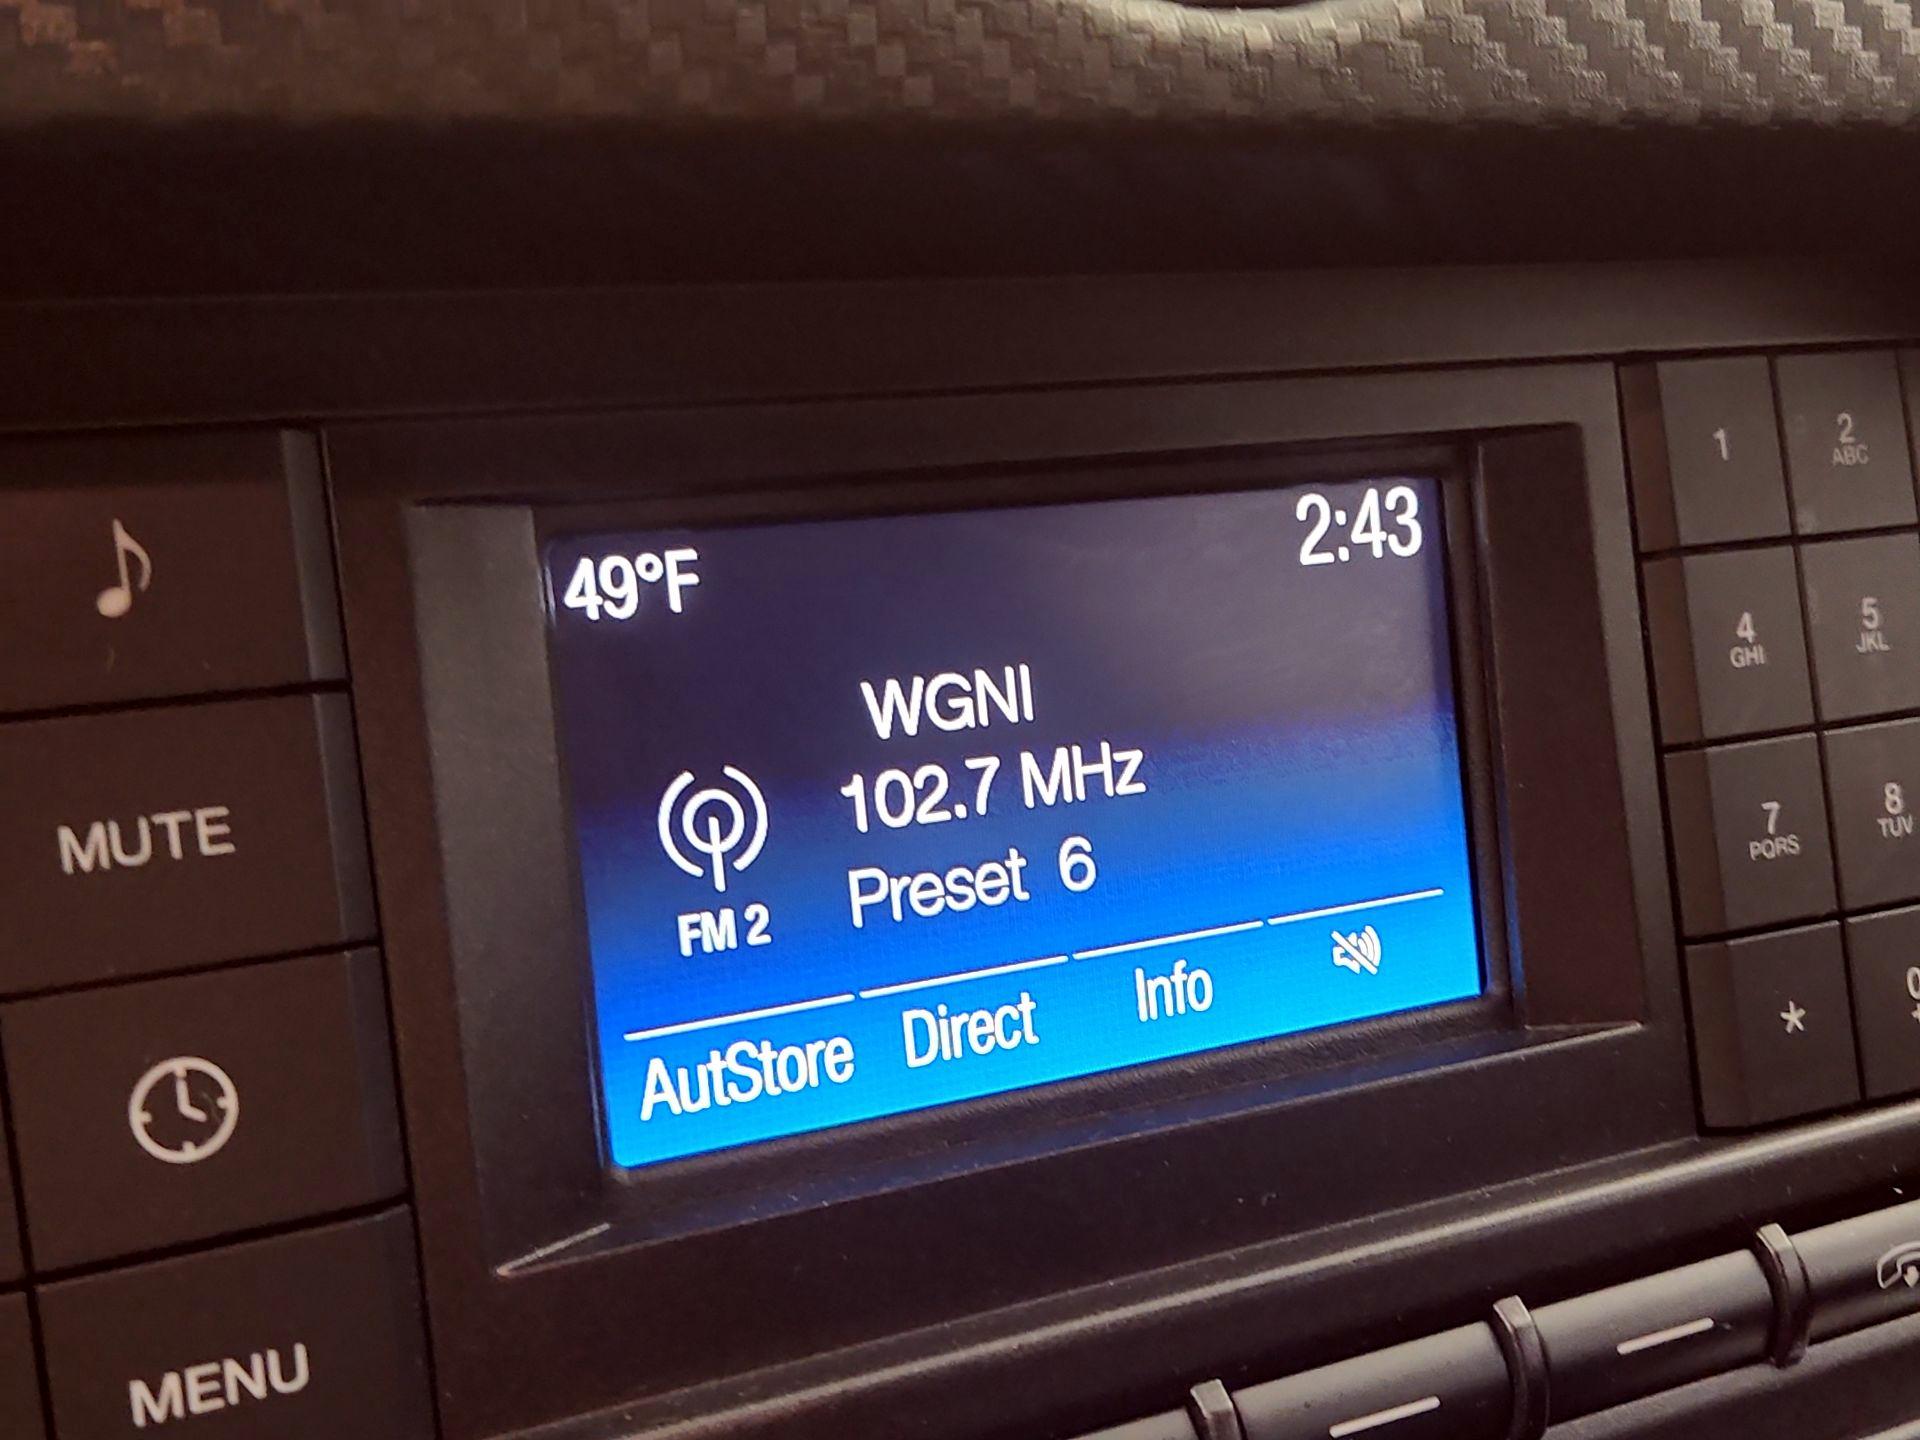 49°F
2:43
WGNI
102.7 MHz
Preset 6
FM 2
AutStore
Direct
Info
MUTE
MENU
1
2
ABC
4
GHI
5
JKL
7
PQRS
8
TUV
*